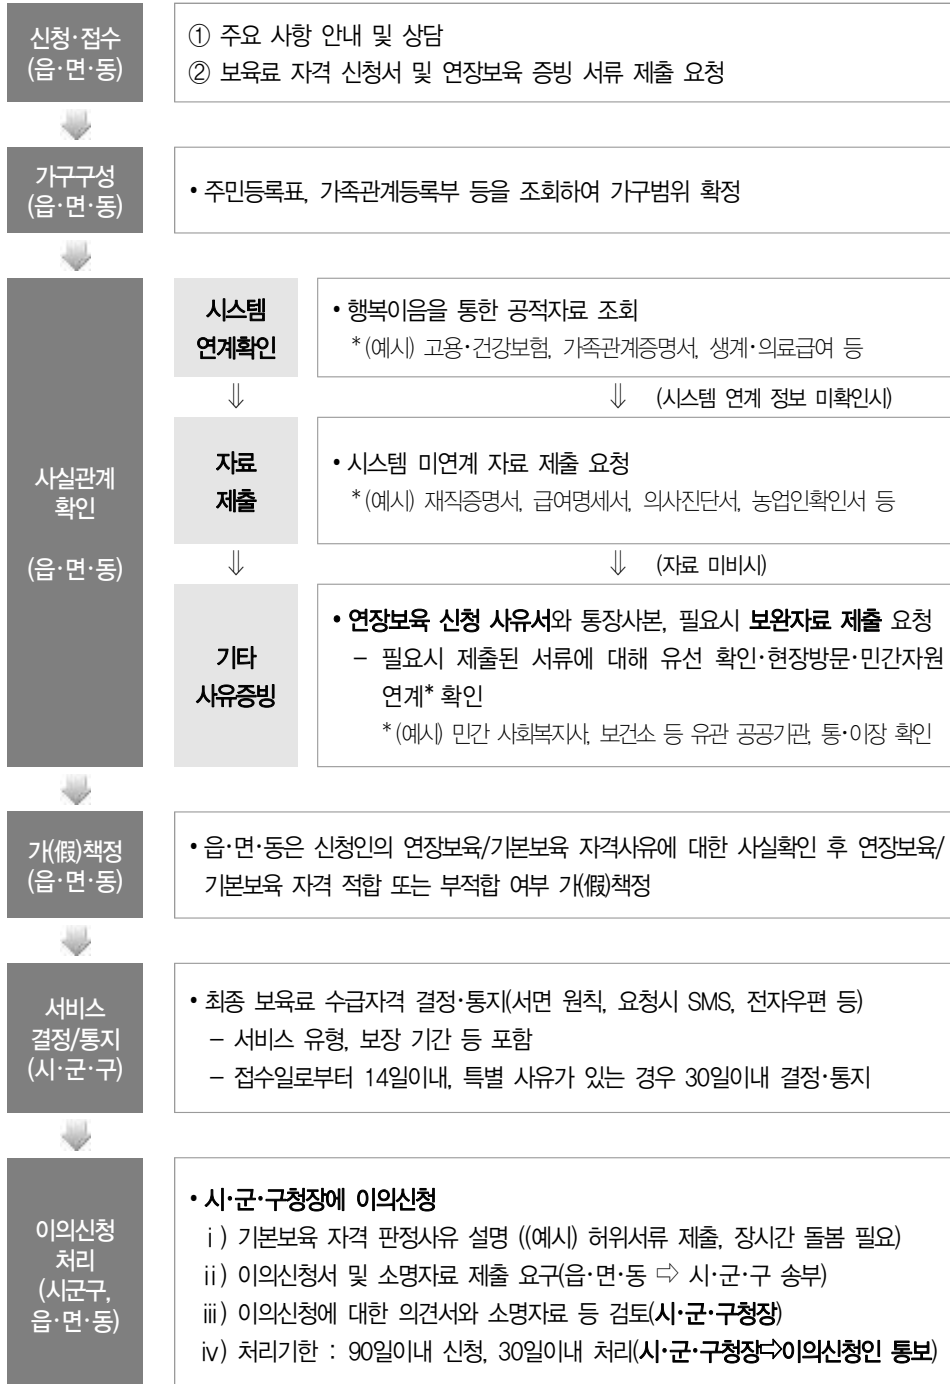 신청·접수
(읍·면·동)
① 주요 사항 안내 및 상담
② 보육료 자격 신청서 및 연장보육 증빙 서류 제출 요청
가구구성
(읍·면·동)
• 주민등록표, 가족관계등록부 등을 조회하여 가구범위 확정
사실관계
확인
(읍·면·동)
시스템
연계확인
• 행복이음을 통한 공적자료 조회
* (예시) 고용·건강보험, 가족관계증명서, 생계·의료급여 등
⇓
⇓ (시스템 연계 정보 미확인시)
자료
제출
• 시스템 미연계 자료 제출 요청
* (예시) 재직증명서, 급여명세서, 의사진단서, 농업인확인서 등
⇓
⇓ (자료 미비시)
기타
사유증빙
• 연장보육 신청 사유서와 통장사본, 필요시 보완자료 제출 요청
- 필요시 제출된 서류에 대해 유선 확인·현장방문·민간자원
연계* 확인
* (예시) 민간 사회복지사, 보건소 등 유관 공공기관, 통·이장 확인
가(假)책정
(읍·면·동)
• 읍·면·동은 신청인의 연장보육/기본보육 자격사유에 대한 사실확인 후 연장보육/
기본보육 자격 적합 또는 부적합 여부 가(假)책정
서비스
결정/통지
(시·군·구)
• 최종 보육료 수급자격 결정·통지(서면 원칙, 요청시 SMS, 전자우편 등)
- 서비스 유형, 보장 기간 등 포함
- 접수일로부터 14일이내, 특별 사유가 있는 경우 30일이내 결정·통지
이의신청
처리
(시군구,
읍·면·동)
• 시·군·구청장에 이의신청
ⅰ) 기본보육 자격 판정사유 설명 ((예시) 허위서류 제출, 장시간 돌봄 필요)
ⅱ) 이의신청서 및 소명자료 제출 요구(읍·면·동 ⇨ 시·군·구 송부)
ⅲ) 이의신청에 대한 의견서와 소명자료 등 검토(시·군·구청장)
ⅳ) 처리기한 : 90일이내 신청, 30일이내 처리(시·군·구청장⇨이의신청인 통보)